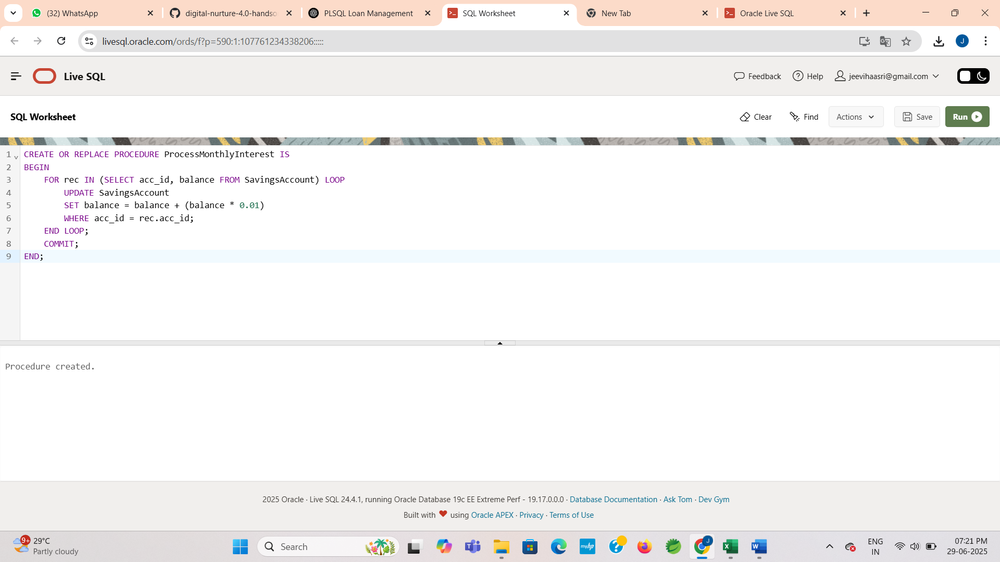 (32) WhatsApp
digital-nurture-4.0-handso
PLSQL Loan Management
SQL Worksheet
New Tab
Oracle Live SQL
livesql.oracle.com/ords/f?p=590:1:107761234338206:::::
J
Live SQL
Feedback
Help
jeevihaasri@gmail.com
SQL Worksheet
Clear
Find
Actions
Save
Run
1 CREATE OR REPLACE PROCEDURE ProcessMonthlyInterest IS
2 BEGIN
3 FOR rec IN (SELECT acc_id, balance FROM SavingsAccount) LOOP
4 UPDATE SavingsAccount
5 SET balance = balance + (balance * 0.01)
6 WHERE acc_id = rec.acc_id;
7 END LOOP;
8 COMMIT;
9 END;
Procedure created.
2025 Oracle · Live SQL 24.4.1, running Oracle Database 19c EE Extreme Perf - 19.17.0.0.0 · Database Documentation · Ask Tom · Dev Gym
Built with ❤ using Oracle APEX · Privacy · Terms of Use
9+
29°C
Partly cloudy
Search
myhp
J
ENG
IN
07:21 PM
29-06-2025